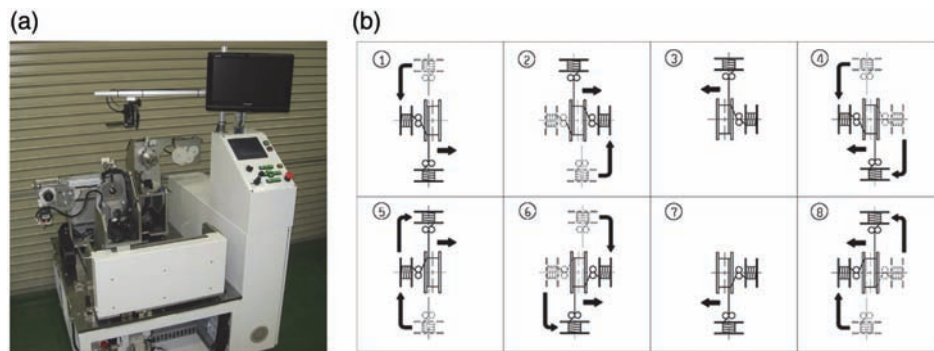 (a)
(b)
① ② ③ ④
⑤ ⑥ ⑦ ⑧